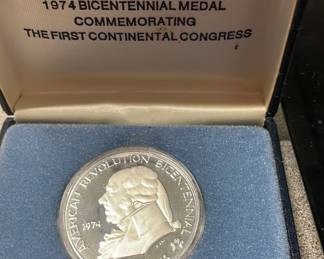 1974 BICENTENNIAL MEDAL
COMMEMORATING
THE FIRST CONTINENTAL CONGRESS
AMERICAN REVOLUTION BICENTENNIAL
1974